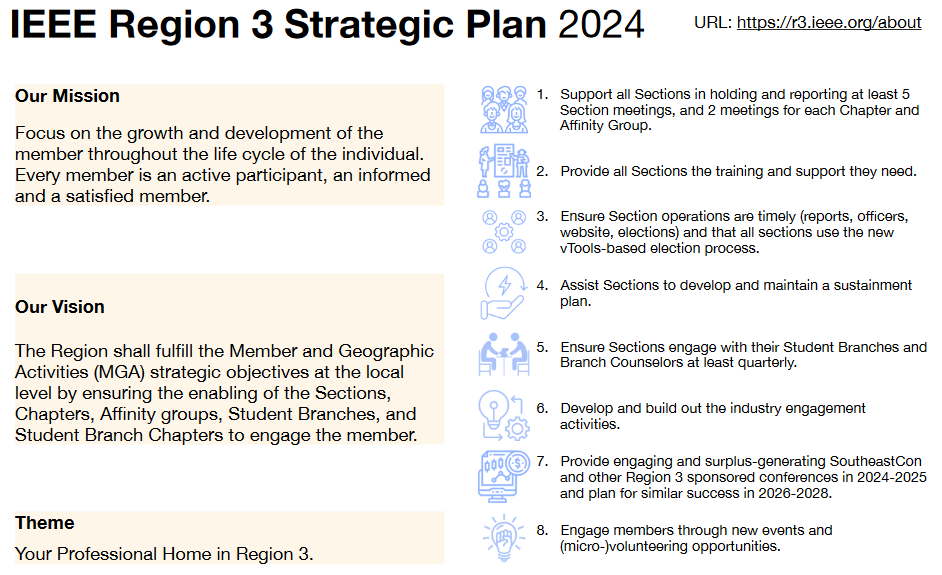 IEEE Region 3 Strategic Plan 2024
URL: https://r3.ieee.org/about
Our Mission
Focus on the growth and development of the
member throughout the life cycle of the individual.
Every member is an active participant, an informed
and a satisfied member.
Our Vision
The Region shall fulfill the Member and Geographic
Activities (MGA) strategic objectives at the local
level by ensuring the enabling of the Sections,
Chapters, Affinity groups, Student Branches, and
Student Branch Chapters to engage the member.
Theme
Your Professional Home in Region 3.
1. Support all Sections in holding and reporting at least 5
Section meetings, and 2 meetings for each Chapter and
Affinity Group.
2. Provide all Sections the training and support they need.
3. Ensure Section operations are timely (reports, officers,
website, elections) and that all sections use the new
vTools-based election process.
4. Assist Sections to develop and maintain a sustainment
plan.
5. Ensure Sections engage with their Student Branches and
Branch Counselors at least quarterly.
6. Develop and build out the industry engagement
activities.
7. Provide engaging and surplus-generating SoutheastCon
and other Region 3 sponsored conferences in 2024-2025
and plan for similar success in 2026-2028.
8. Engage members through new events and
(micro-)volunteering opportunities.